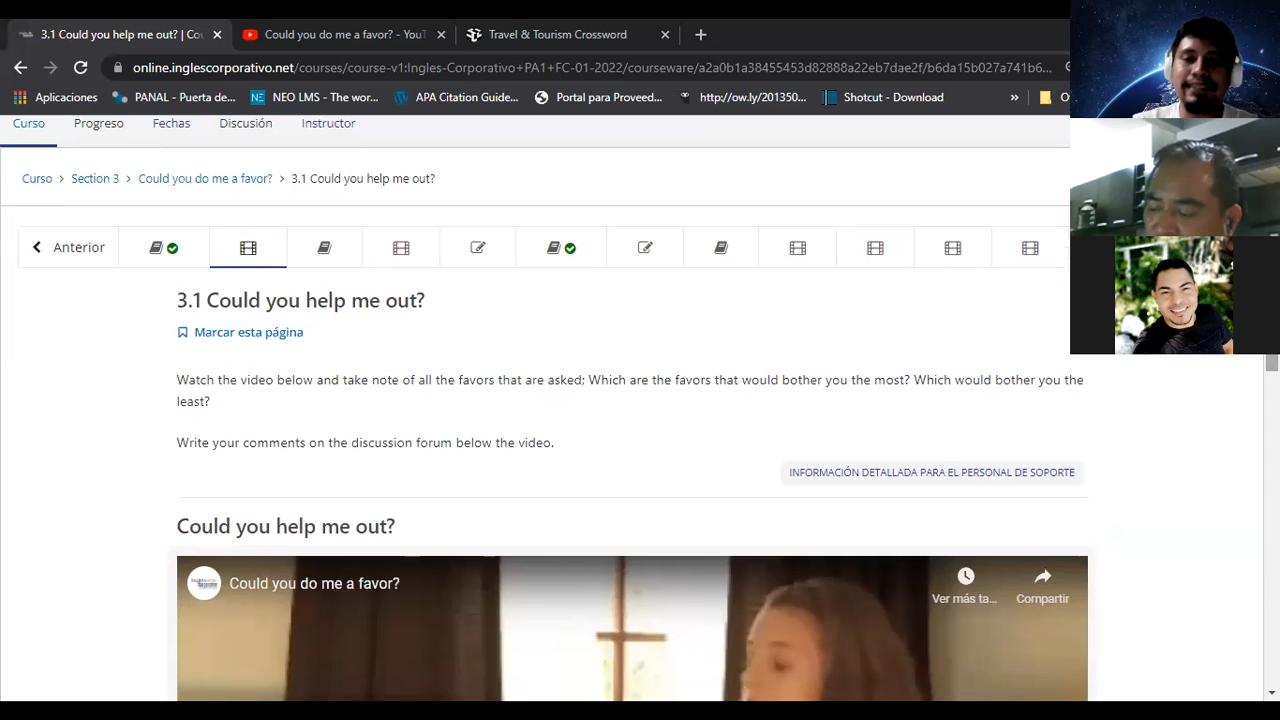 3.1 Could you help me out? | Cou
Could you do me a favor? - YouT
Travel & Tourism Crossword
online.inglescorporativo.net/courses/course-v1:Ingles-Corp
PA1+FC-01-2022/courseware/a2a0b1a38455453d82888a22eb7dae2f/b6da15b027a741b6...
Aplicaciones
PANAL - Puerta de...
NEO LMS - The wor...
APA Citation Guide...
Portal para Proveed...
http://ow.ly/201350...
Shotcut - Download
»
Curso
Progreso
Fechas
Discusión
Instructor
Curso > Section 3 > Could you do me a favor? > 3.1 Could you help me out?
Anterior
3.1 Could you help me out?
Marcar esta página
Watch the video below and take note of all the favors that are asked; Which are the favors that would bother you the most? Which would bother you the
least?
Write your comments on the discussion forum below the video.
INFORMACIÓN DETALLADA PARA EL PERSONAL DE SOPORTE
Could you help me out?
Could you do me a favor?
Ver más ta...
Compartir